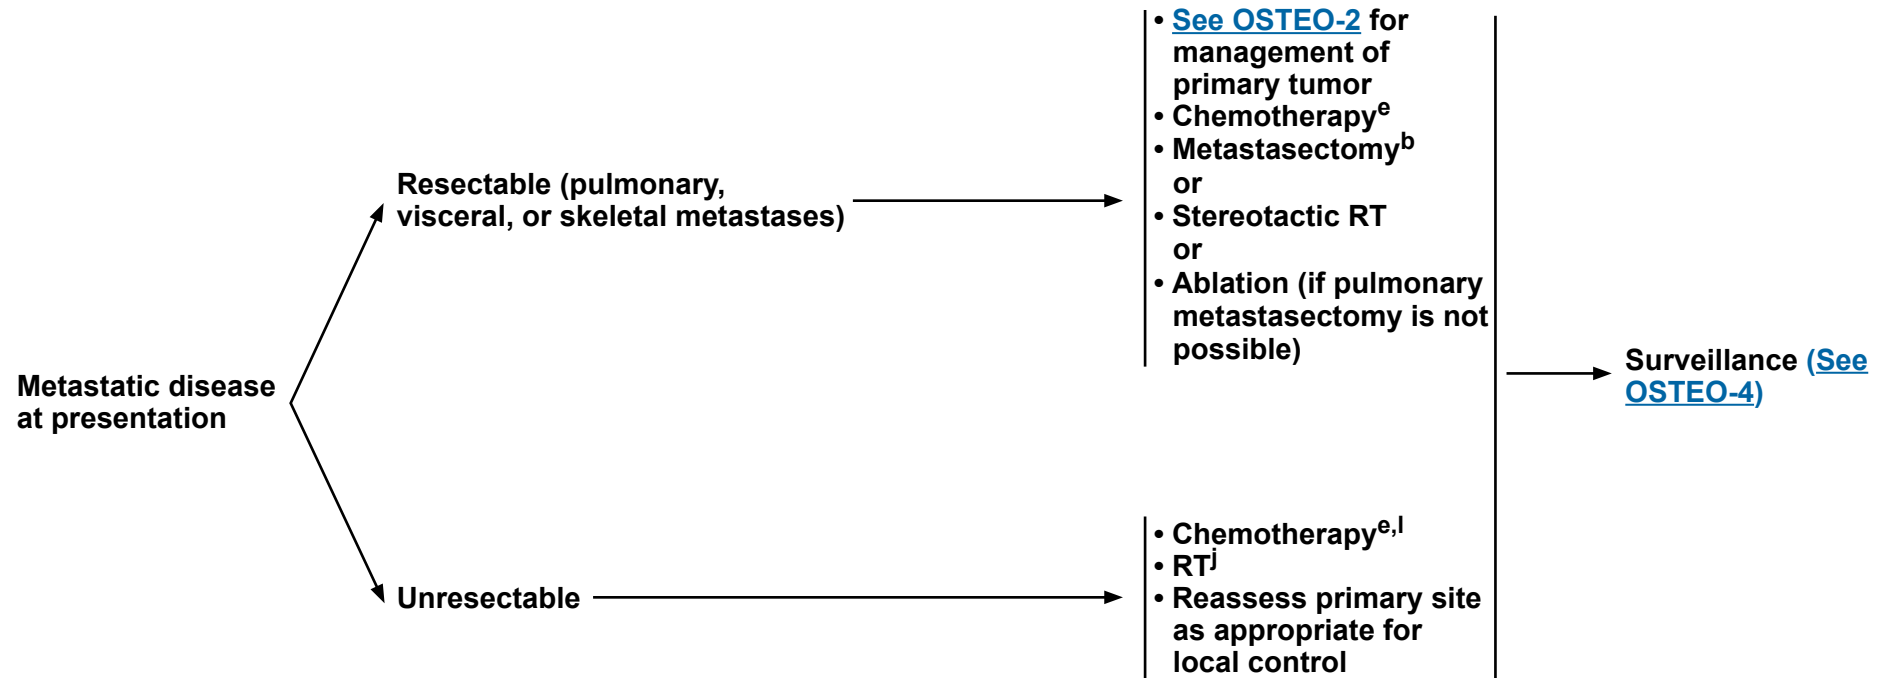 Metastatic disease
at presentation
Resectable (pulmonary,
visceral, or skeletal metastases)
• See OSTEO-2 for
management of
primary tumor
• Chemotherapyᵉ
• Metastasectomyᵇ
or
• Stereotactic RT
or
• Ablation (if pulmonary
metastasectomy is not
possible)
Unresectable
• Chemotherapyᵉ,ˡ
• RTʲ
• Reassess primary site
as appropriate for
local control
Surveillance (See
OSTEO-4)